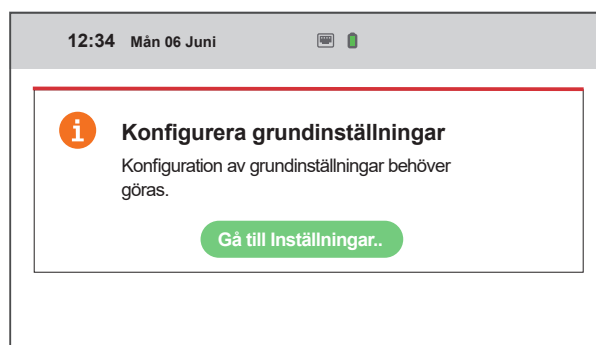 12:34 Mån 06 Juni
Konfigurera grundinställningar
Konfiguration av grundinställningar behöver
göras.
Gå till Inställningar..